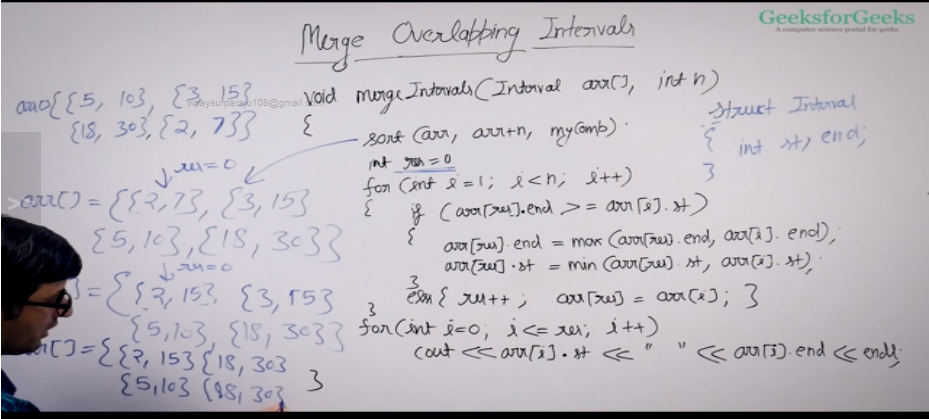 GeeksforGeeks
A computer science portal for geeks
Merge Overlapping Intervals
arr[] {{5, 10}, {3, 15}
{18, 30}, {2, 7}}
vijaysurparaju108@gmail.
↓ res=0
arr[] = {{2,7}, {3, 15}
{5, 10}, {18, 30}}
↓ res=0
] = {{2, 15} {3, 15}
{5,10}, {18, 30}}
arr[] = {{2, 15} {18, 30}
{5,10} {18, 30}
void mergeIntervals(Interval arr[], int n)
{
sort (arr, arr+n, myComb)
int res = 0
for (int i=1; i<n; i++)
{ if (arr[res].end >= arr[i].st)
{ arr[res].end = max (arr[res].end, arr[i].end);
arr[res].st = min (arr[res].st, arr[i].st);
}
else { res++; arr[res] = arr[i]; }
}
for(int i=0; i<=res; i++)
cout << arr[i].st << " " << arr[i].end << endl;
}
struct Interval
{
int st, end;
}